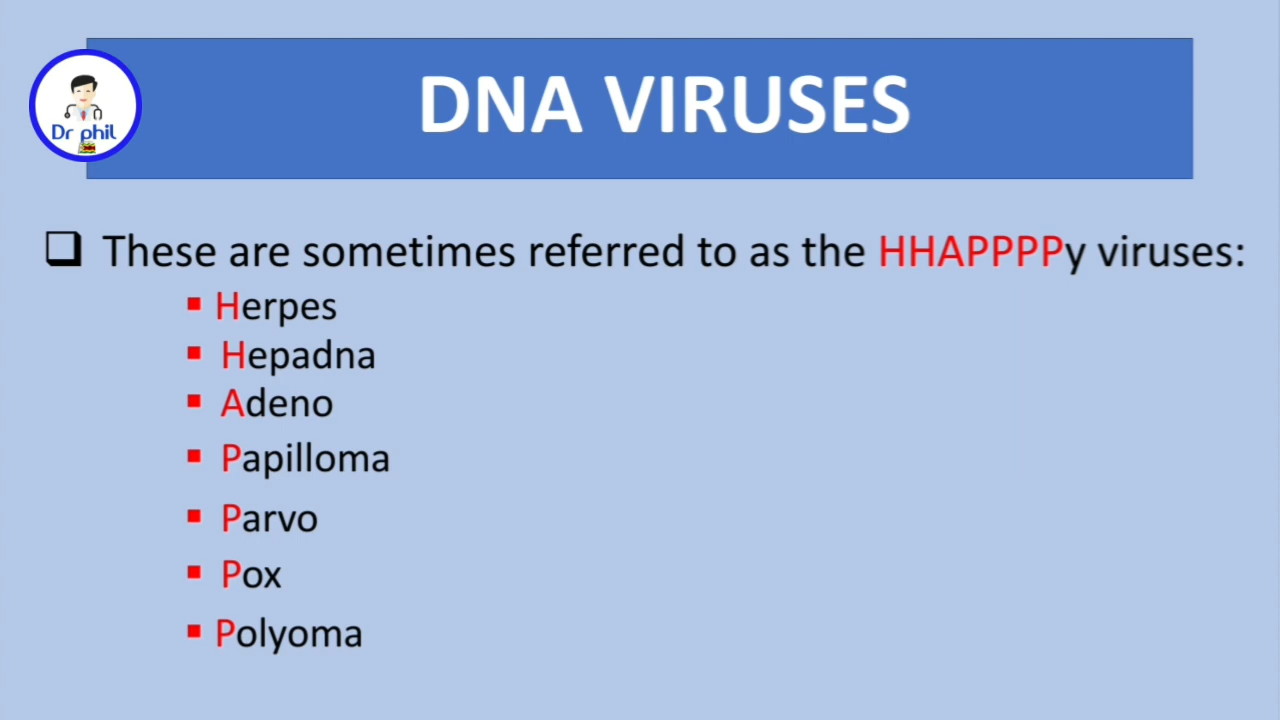 DNA VIRUSES
Dr phil
❑ These are sometimes referred to as the HHAPPPPy viruses:
▪ Herpes
▪ Hepadna
▪ Adeno
▪ Papilloma
▪ Parvo
▪ Pox
▪ Polyoma